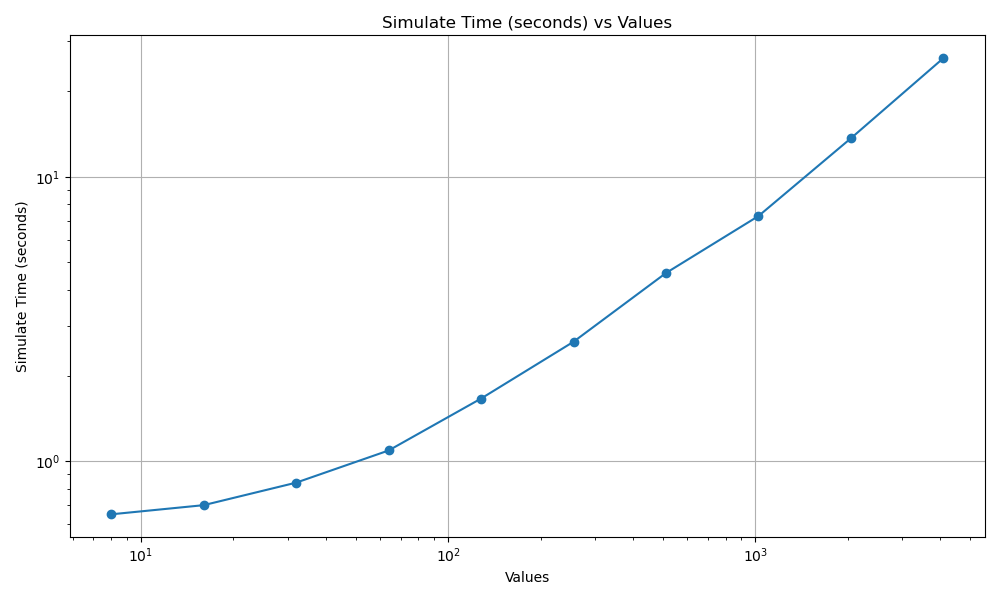 Simulate Time (seconds) vs Values
Simulate Time (seconds)
10¹
10⁰
10¹
10²
10³
Values